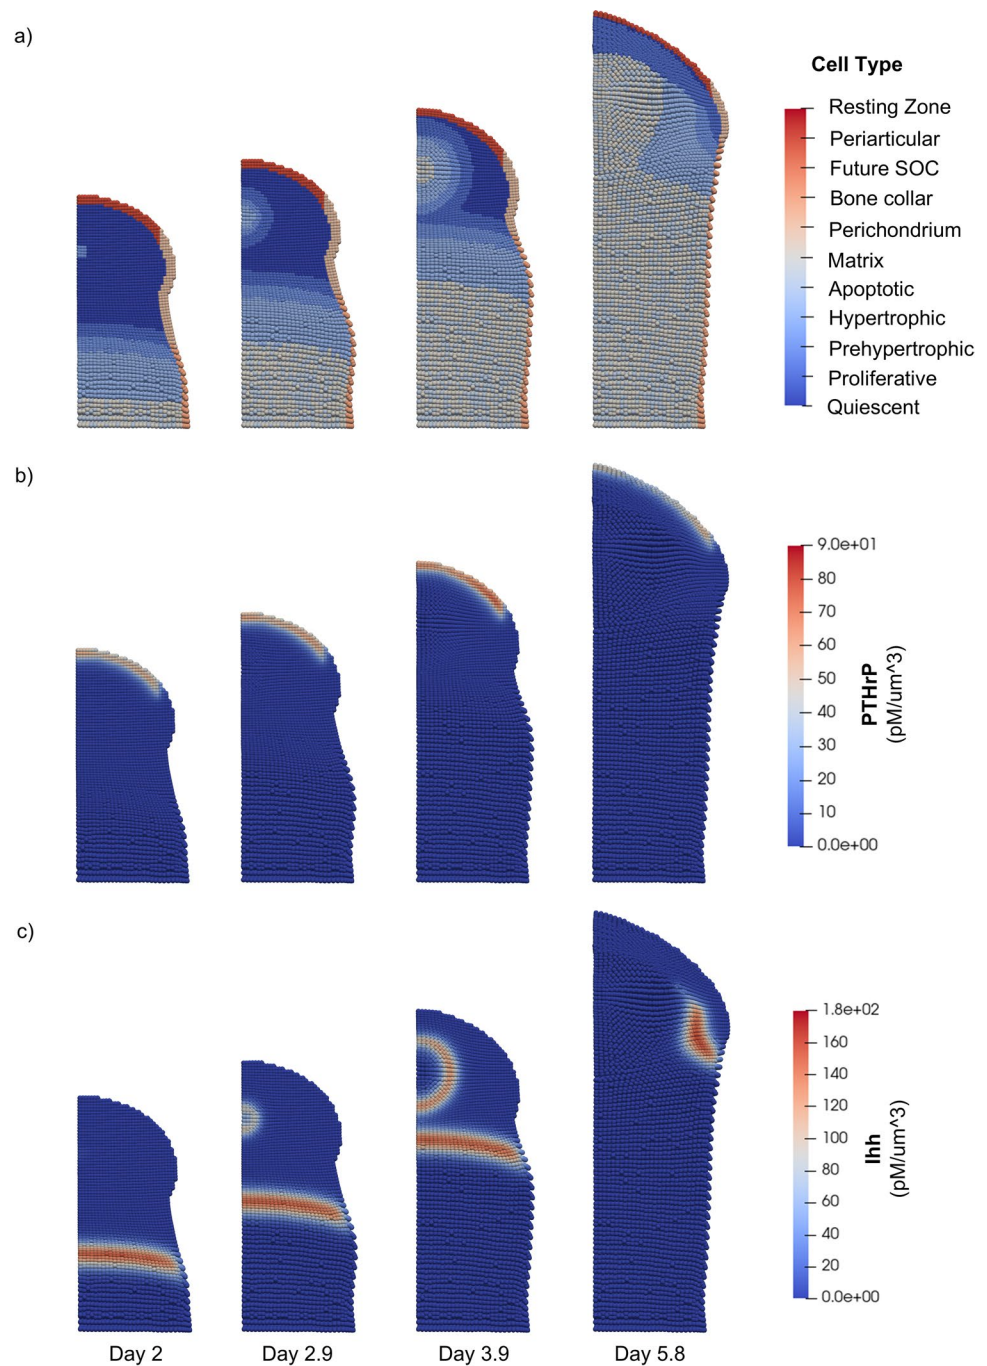 a)
Cell Type
Resting Zone
Periarticular
Future SOC
Bone collar
Perichondrium
Matrix
Apoptotic
Hypertrophic
Prehypertrophic
Proliferative
Quiescent
b)
9.0e+01
80
70
60
50
40
30
20
10
0.0e+00
PTHrP
(pM/um^3)
c)
1.8e+02
160
140
120
100
80
60
40
20
0.0e+00
Ihh
(pM/um^3)
Day 2
Day 2.9
Day 3.9
Day 5.8